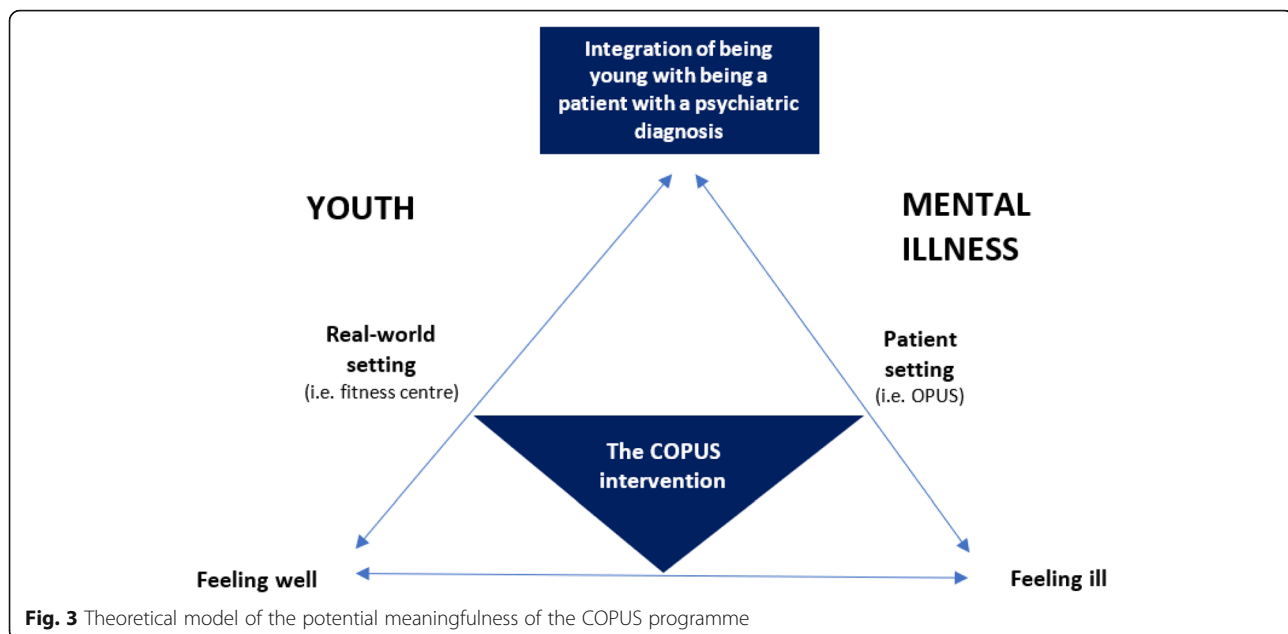 Integration of being
young with being a
patient with a psychiatric
diagnosis
YOUTH
MENTAL
ILLNESS
Real-world
setting
(i.e. fitness centre)
Patient
setting
(i.e. OPUS)
The COPUS
intervention
Feeling well
Feeling ill
Fig. 3 Theoretical model of the potential meaningfulness of the COPUS programme